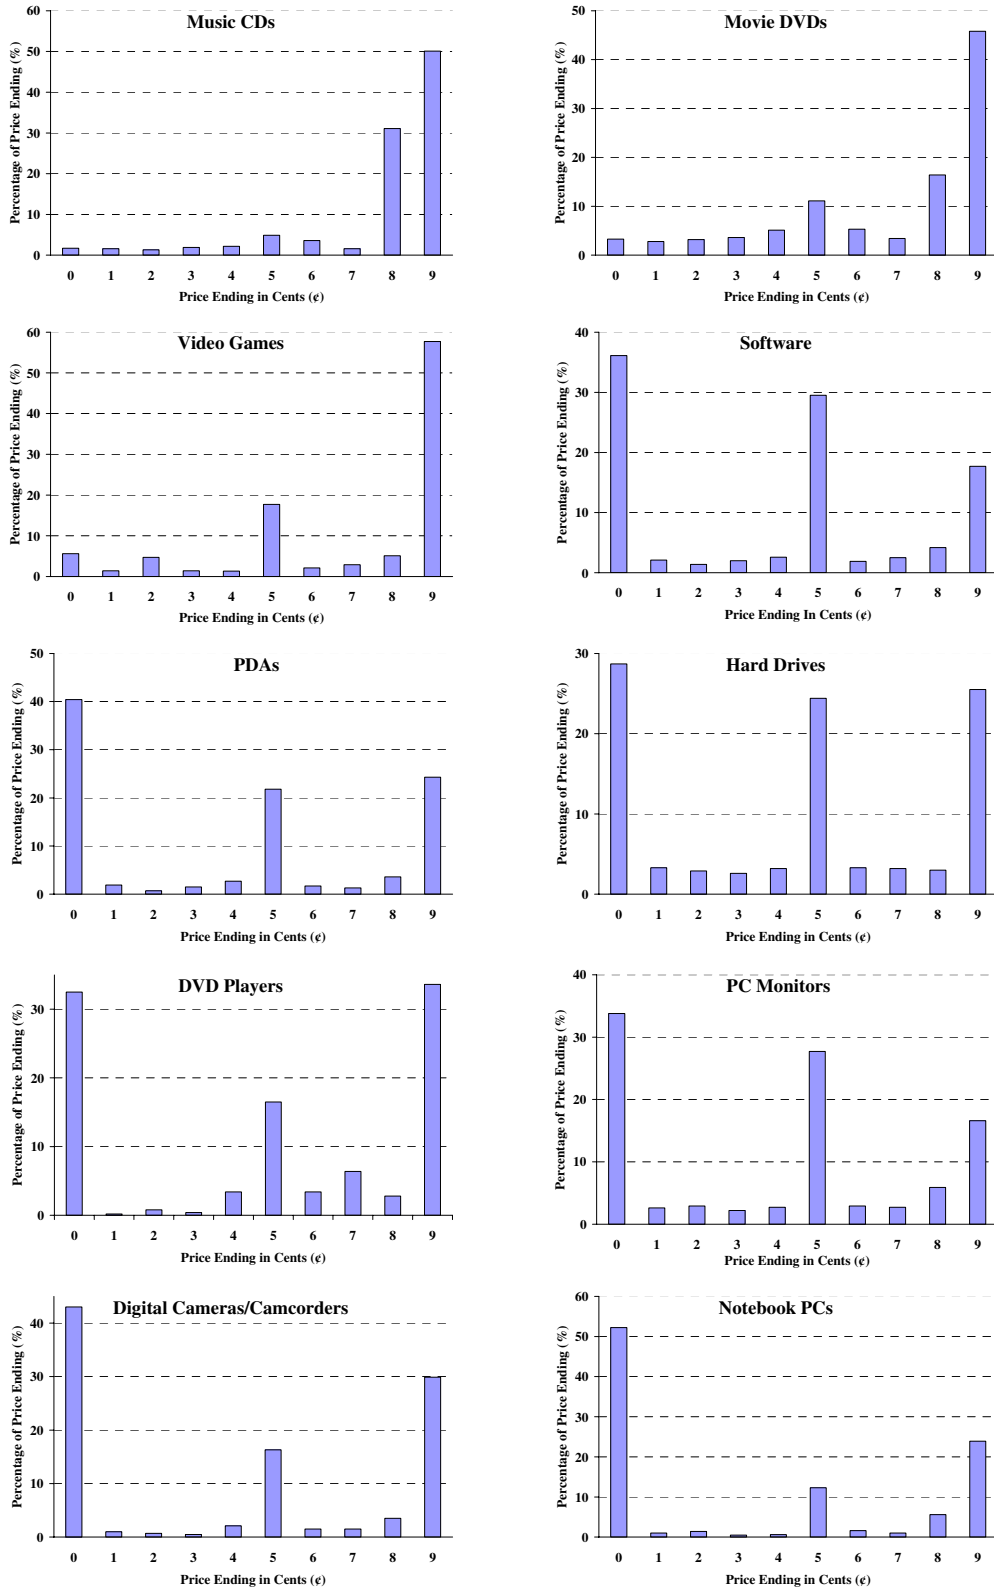 Music CDs
Percentage of Price Ending (%)
60
50
40
30
20
10
0
0 1 2 3 4 5 6 7 8 9
Price Ending in Cents (¢)
Movie DVDs
Percentage of Price Ending (%)
50
40
30
20
10
0
0 1 2 3 4 5 6 7 8 9
Price Ending in Cents (¢)
Video Games
Percentage of Price Ending (%)
60
50
40
30
20
10
0
0 1 2 3 4 5 6 7 8 9
Price Ending in Cents (¢)
Software
Percentage of Price Ending (%)
40
30
20
10
0
0 1 2 3 4 5 6 7 8 9
Price Ending In Cents (¢)
PDAs
Percentage of Price Ending (%)
50
40
30
20
10
0
0 1 2 3 4 5 6 7 8 9
Price Ending in Cents (¢)
Hard Drives
Percentage of Price Ending (%)
30
20
10
0
0 1 2 3 4 5 6 7 8 9
Price Ending in Cents (¢)
DVD Players
Percentage of Price Ending (%)
30
20
10
0
0 1 2 3 4 5 6 7 8 9
Price Ending in Cents (¢)
PC Monitors
Percentage of Price Ending (%)
40
30
20
10
0
0 1 2 3 4 5 6 7 8 9
Price Ending in Cents (¢)
Digital Cameras/Camcorders
Percentage of Price Ending (%)
40
30
20
10
0
0 1 2 3 4 5 6 7 8 9
Price Ending in Cents (¢)
Notebook PCs
Percentage of Price Ending (%)
60
50
40
30
20
10
0
0 1 2 3 4 5 6 7 8 9
Price Ending in Cents (¢)